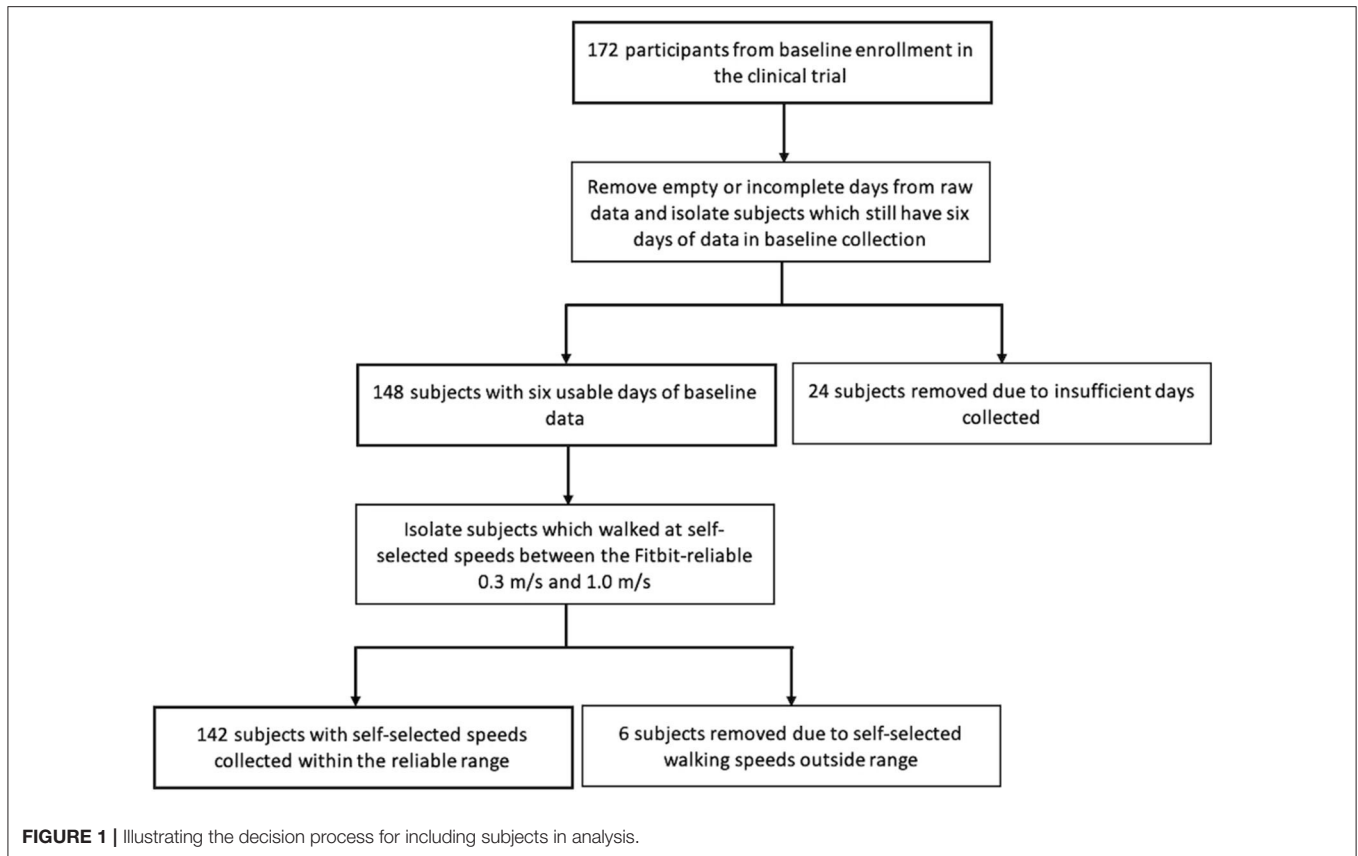 172 participants from baseline enrollment in
the clinical trial
Remove empty or incomplete days from raw
data and isolate subjects which still have six
days of data in baseline collection
148 subjects with six usable days of baseline
data
24 subjects removed due to insufficient days
collected
Isolate subjects which walked at self-
selected speeds between the Fitbit-reliable
0.3 m/s and 1.0 m/s
142 subjects with self-selected speeds
collected within the reliable range
6 subjects removed due to self-selected
walking speeds outside range
FIGURE 1 | Illustrating the decision process for including subjects in analysis.